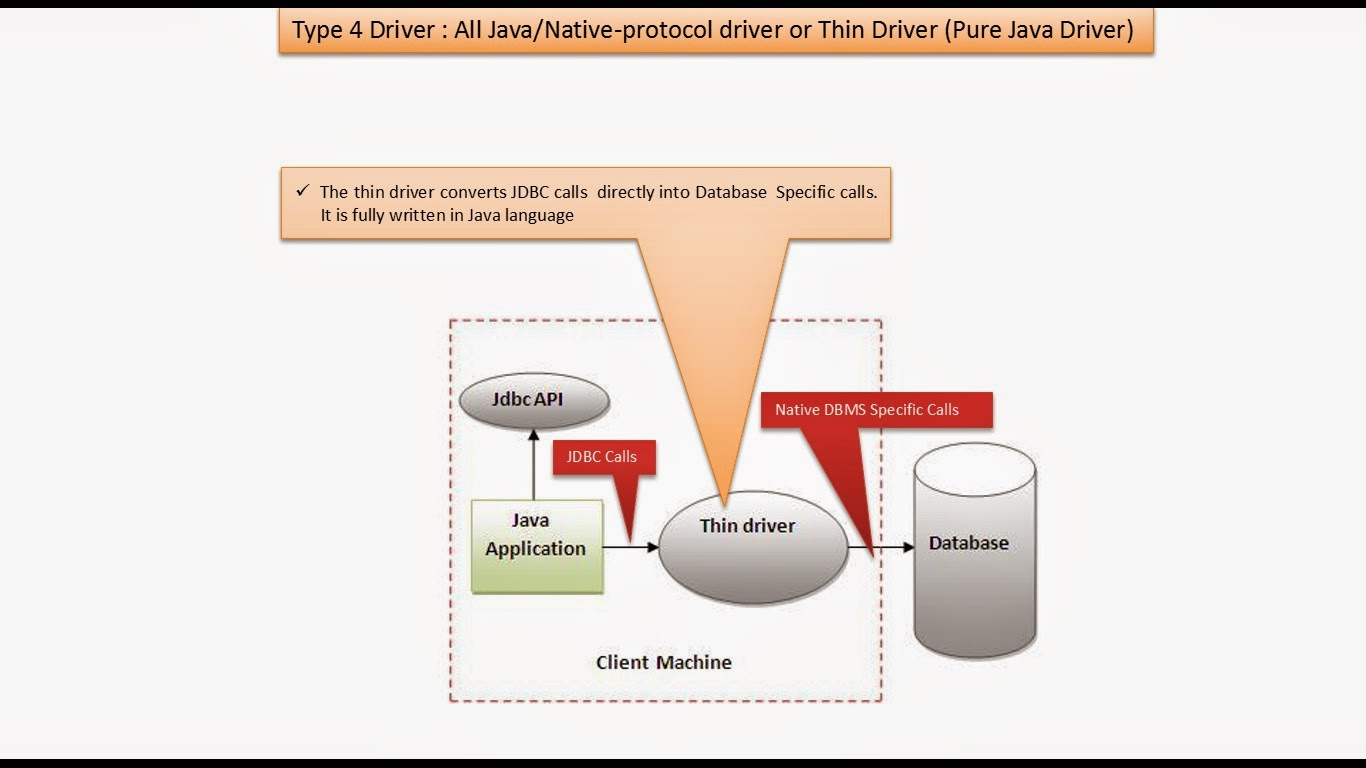 Type 4 Driver : All Java/Native-protocol driver or Thin Driver (Pure Java Driver)
✓ The thin driver converts JDBC calls directly into Database Specific calls.
It is fully written in Java language
Jdbc API
Native DBMS Specific Calls
JDBC Calls
Java
Application
Thin driver
Database
Client Machine